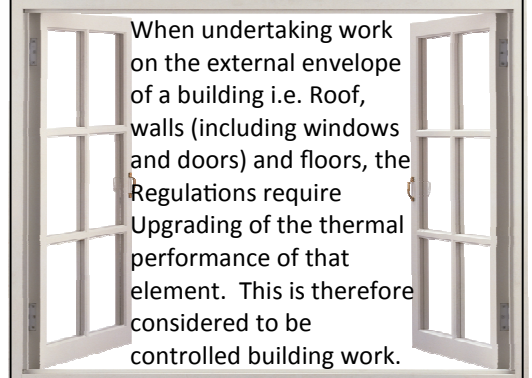 When undertaking work
on the external envelope
of a building i.e. Roof,
walls (including windows
and doors) and floors, the
Regulations require
Upgrading of the thermal
performance of that
element.  This is therefore
considered to be
controlled building work.